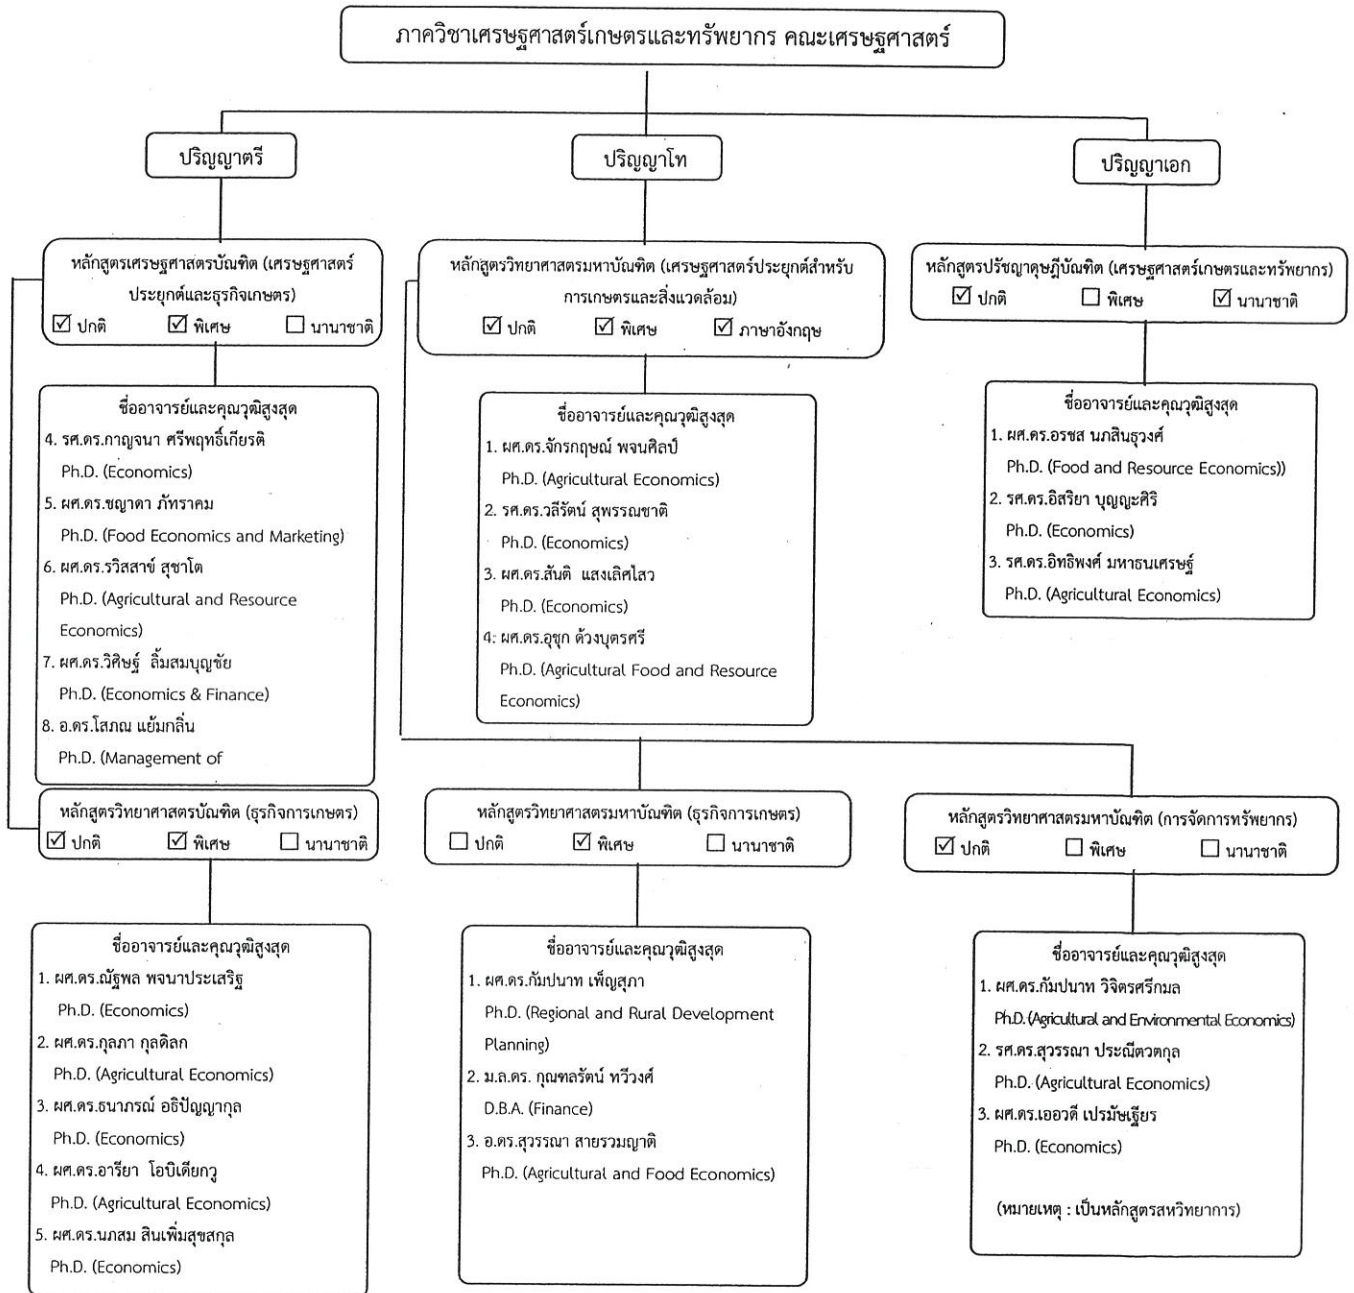 ภาควิชาเศรษฐศาสตร์เกษตรและทรัพยากร คณะเศรษฐศาสตร์
ปริญญาตรี
ปริญญาโท
ปริญญาเอก
หลักสูตรเศรษฐศาสตรบัณฑิต (เศรษฐศาสตร์
ประยุกต์และธุรกิจเกษตร)
☑ ปกติ ☑ พิเศษ ☐ นานาชาติ
หลักสูตรวิทยาศาสตรมหาบัณฑิต (เศรษฐศาสตร์ประยุกต์สำหรับ
การเกษตรและสิ่งแวดล้อม)
☑ ปกติ ☑ พิเศษ ☑ ภาษาอังกฤษ
หลักสูตรปรัชญาดุษฎีบัณฑิต (เศรษฐศาสตร์เกษตรและทรัพยากร)
☑ ปกติ ☐ พิเศษ ☑ นานาชาติ
ชื่ออาจารย์และคุณวุฒิสูงสุด
4. รศ.ดร.กาญจนา ศรีพฤทธิ์เกียรติ
Ph.D. (Economics)
5. ผศ.ดร.ชญาดา ภัทราคม
Ph.D. (Food Economics and Marketing)
6. ผศ.ดร.รวิสสาข์ สุชาโต
Ph.D. (Agricultural and Resource
Economics)
7. ผศ.ดร.วิศิษฐ์ ลิ้มสมบุญชัย
Ph.D. (Economics & Finance)
8. อ.ดร.โสภณ แย้มกลิ่น
Ph.D. (Management of
ชื่ออาจารย์และคุณวุฒิสูงสุด
1. ผศ.ดร.จักรกฤษณ์ พจนศิลป์
Ph.D. (Agricultural Economics)
2. รศ.ดร.วลีรัตน์ สุพรรณชาติ
Ph.D. (Economics)
3. ผศ.ดร.สันติ แสงเลิศไสว
Ph.D. (Economics)
4. ผศ.ดร.อุชุก ด้วงบุตรศรี
Ph.D. (Agricultural Food and Resource
Economics)
ชื่ออาจารย์และคุณวุฒิสูงสุด
1. ผศ.ดร.อรชส นภสินธุวงศ์
Ph.D. (Food and Resource Economics))
2. รศ.ดร.อิสริยา บุญญะศิริ
Ph.D. (Economics)
3. รศ.ดร.อิทธิพงศ์ มหาธนเศรษฐ์
Ph.D. (Agricultural Economics)
หลักสูตรวิทยาศาสตรบัณฑิต (ธุรกิจการเกษตร)
☑ ปกติ ☑ พิเศษ ☐ นานาชาติ
หลักสูตรวิทยาศาสตรมหาบัณฑิต (ธุรกิจการเกษตร)
☐ ปกติ ☑ พิเศษ ☐ นานาชาติ
หลักสูตรวิทยาศาสตรมหาบัณฑิต (การจัดการทรัพยากร)
☑ ปกติ ☐ พิเศษ ☐ นานาชาติ
ชื่ออาจารย์และคุณวุฒิสูงสุด
1. ผศ.ดร.ณัฐพล พจนาประเสริฐ
Ph.D. (Economics)
2. ผศ.ดร.กุลภา กุลดิลก
Ph.D. (Agricultural Economics)
3. ผศ.ดร.ธนาภรณ์ อธิปัญญากุล
Ph.D. (Economics)
4. ผศ.ดร.อารียา โอบิเดียกวู
Ph.D. (Agricultural Economics)
5. ผศ.ดร.นภสม สินเพิ่มสุขสกุล
Ph.D. (Economics)
ชื่ออาจารย์และคุณวุฒิสูงสุด
1. ผศ.ดร.กัมปนาท เพ็ญสุภา
Ph.D. (Regional and Rural Development
Planning)
2. ม.ล.ดร. กุณฑลรัตน์ ทวีวงศ์
D.B.A. (Finance)
3. อ.ดร.สุวรรณา สายรวมญาติ
Ph.D. (Agricultural and Food Economics)
ชื่ออาจารย์และคุณวุฒิสูงสุด
1. ผศ.ดร.กัมปนาท วิจิตรศรีกมล
Ph.D. (Agricultural and Environmental Economics)
2. รศ.ดร.สุวรรณา ประณีตวตกุล
Ph.D. (Agricultural Economics)
3. ผศ.ดร.เออวดี เปรมัษเฐียร
Ph.D. (Economics)
(หมายเหตุ : เป็นหลักสูตรสหวิทยาการ)